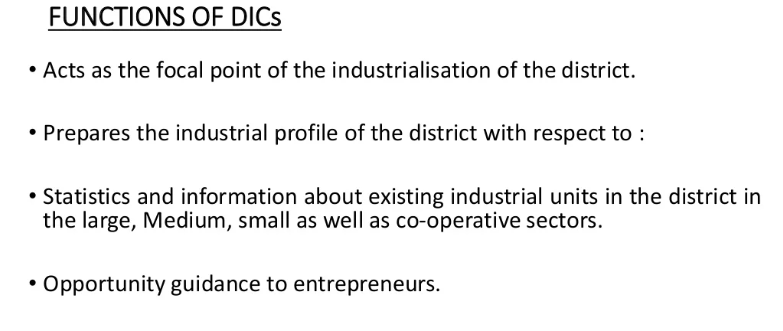 FUNCTIONS OF DICs
• Acts as the focal point of the industrialisation of the district.
• Prepares the industrial profile of the district with respect to :
• Statistics and information about existing industrial units in the district in
the large, Medium, small as well as co-operative sectors.
• Opportunity guidance to entrepreneurs.